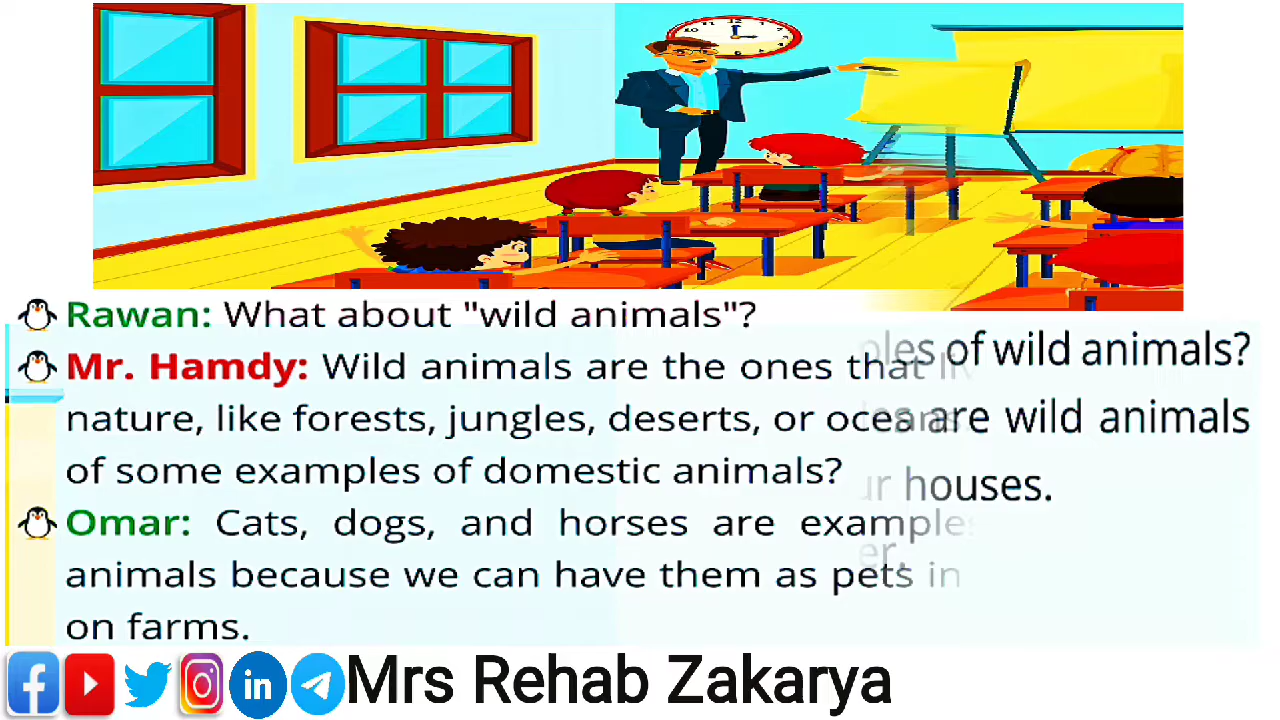 Rawan: What about "wild animals"?
Mr. Hamdy: Wild animals are the ones that
nature, like forests, jungles, deserts, or oceans
of some examples of domestic animals?
Omar: Cats, dogs, and horses are examples
animals because we can have them as pets in
on farms.
of wild animals?
are wild animals
houses.
Mrs Rehab Zakarya